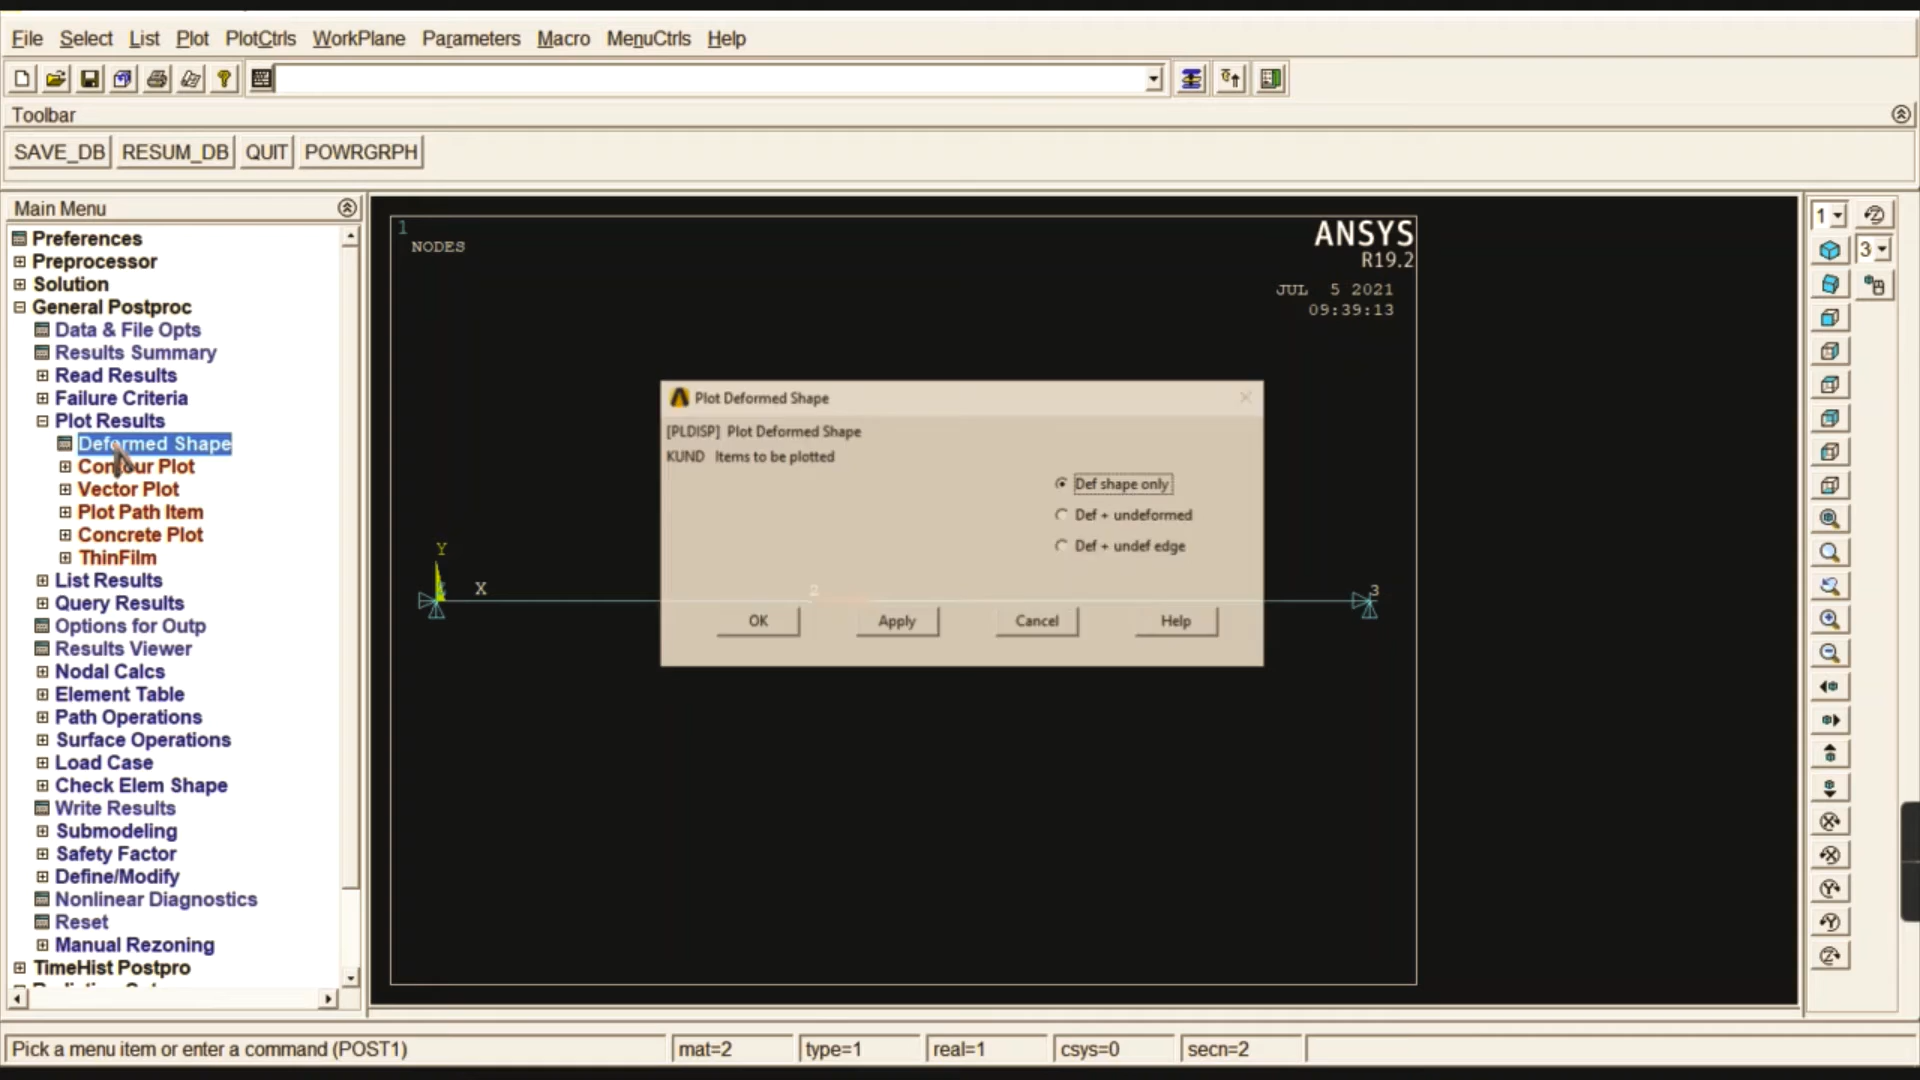 File Select List Plot PlotCtrls WorkPlane Parameters Macro MenuCtrls Help
Toolbar
SAVE_DB RESUM_DB QUIT POWRGRPH
Main Menu
Preferences
Preprocessor
Solution
General Postproc
Data & File Opts
Results Summary
Read Results
Failure Criteria
Plot Results
Deformed Shape
Contour Plot
Vector Plot
Plot Path Item
Concrete Plot
ThinFilm
List Results
Query Results
Options for Outp
Results Viewer
Nodal Calcs
Element Table
Path Operations
Surface Operations
Load Case
Check Elem Shape
Write Results
Submodeling
Safety Factor
Define/Modify
Nonlinear Diagnostics
Reset
Manual Rezoning
TimeHist Postpro
1
NODES
ANSYS
R19.2
JUL 5 2021
09:39:13
Plot Deformed Shape
[PLDISP] Plot Deformed Shape
KUND Items to be plotted
Def shape only
Def + undeformed
Def + undef edge
OK Apply Cancel Help
Y
X
2
3
1
3
Pick a menu item or enter a command (POST1)
mat=2 type=1 real=1 csys=0 secn=2